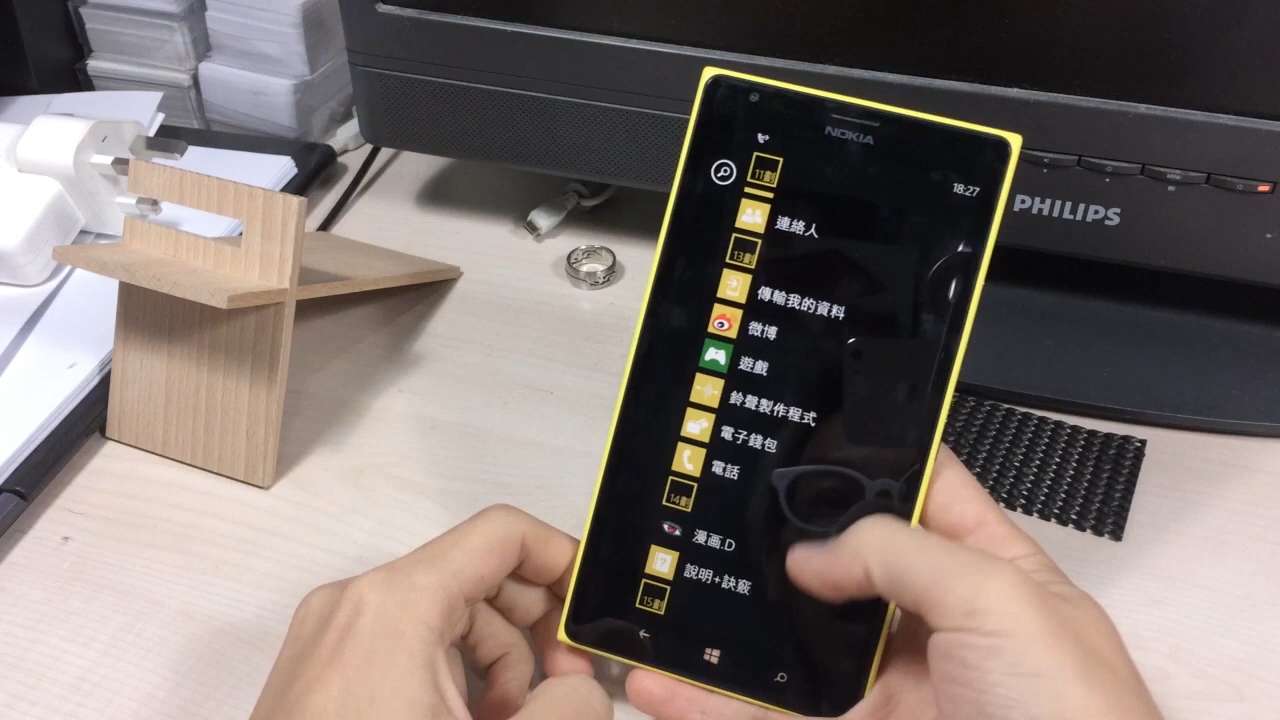 NOKIA
18:27
11劃
連絡人
13劃
傳輸我的資料
微博
遊戲
鈴聲製作程式
電子錢包
電話
14劃
漫画.D
說明+訣竅
15劃
PHILIPS
MENU